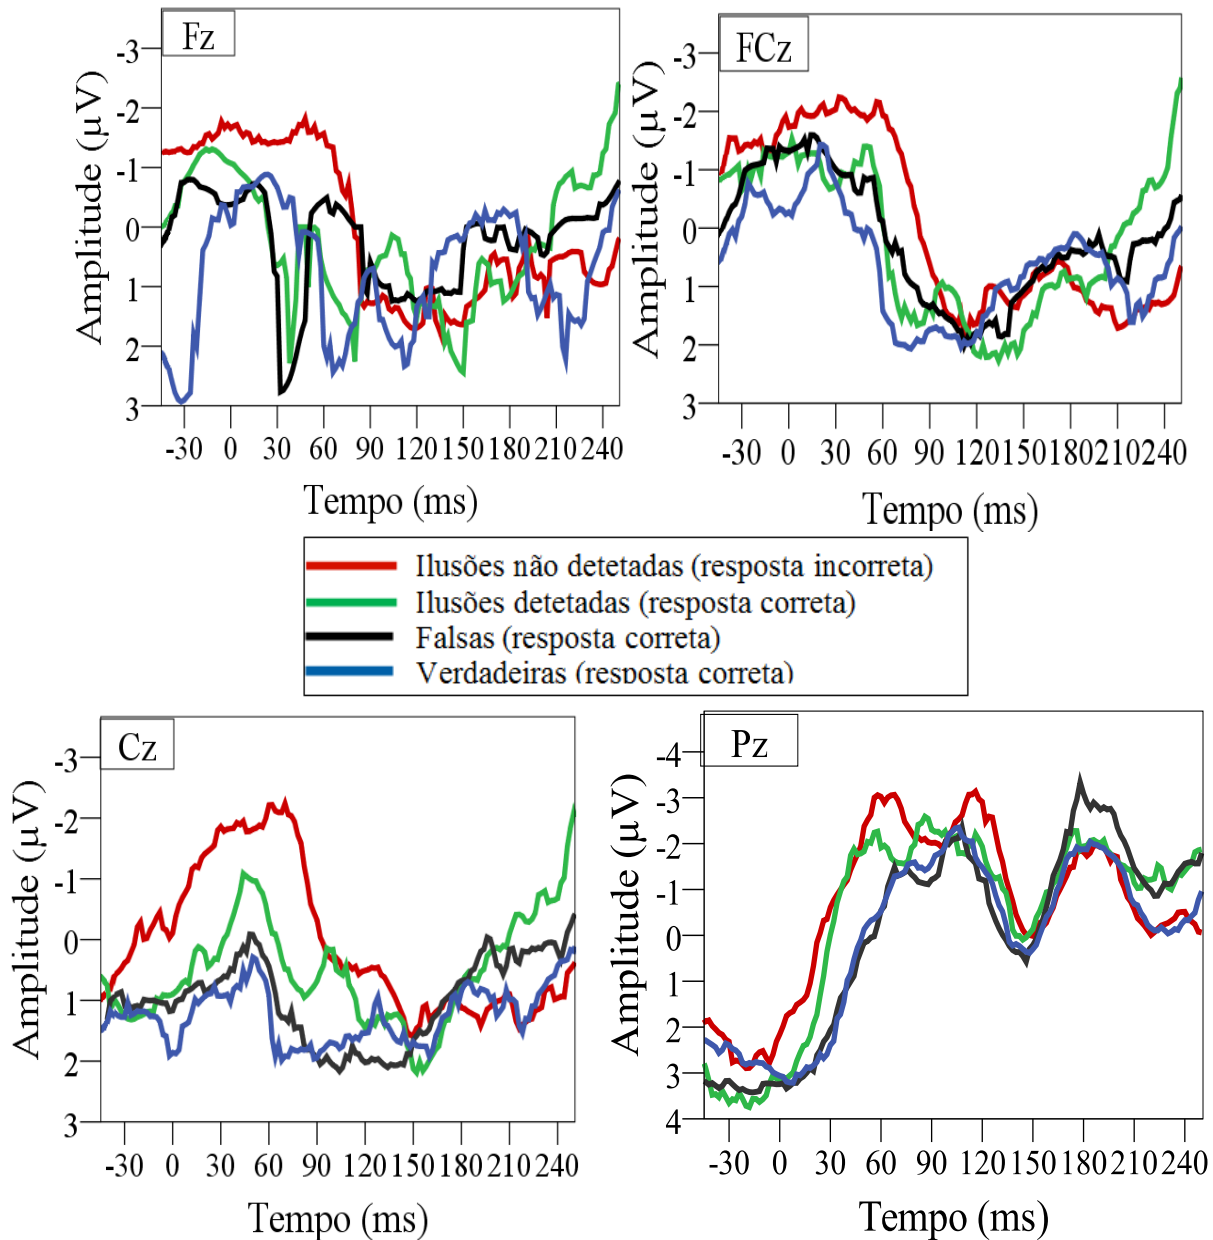 Fz
-3
-2
-1
0
1
2
3
Amplitude (µ V)
-30 0 30 60 90 120 150 180 210 240
Tempo (ms)
FCz
-3
-2
-1
0
1
2
3
Amplitude (µ V)
-30 0 30 60 90 120 150 180 210 240
Tempo (ms)
Ilusões não detetadas (resposta incorreta)
Ilusões detetadas (resposta correta)
Falsas (resposta correta)
Verdadeiras (resposta correta)
Cz
-3
-2
-1
0
1
2
3
Amplitude (µ V)
-30 0 30 60 90 120 150 180 210 240
Tempo (ms)
Pz
-4
-3
-2
-1
0
1
2
3
4
Amplitude (µ V)
-30 0 30 60 90 120 150 180 210 240
Tempo (ms)